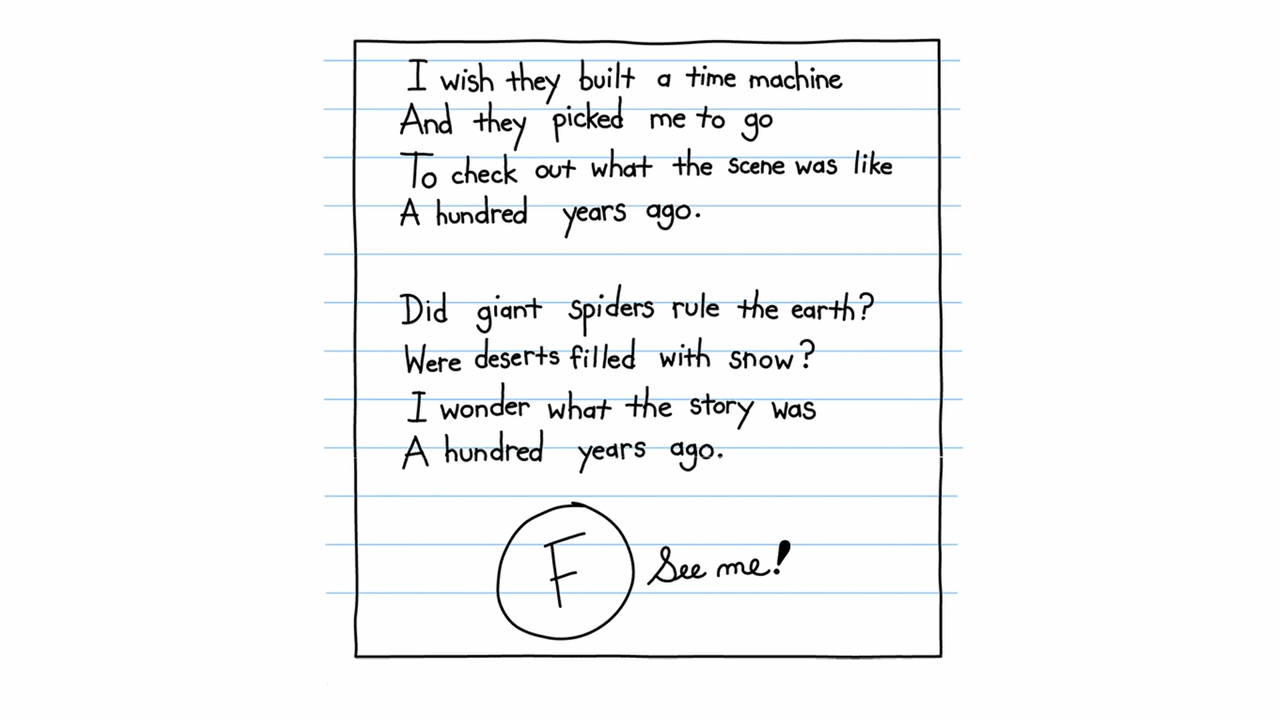 I wish they built a time machine
And they picked me to go
To check out what the scene was like
A hundred years ago.
Did giant spiders rule the earth?
Were deserts filled with snow?
I wonder what the story was
A hundred years ago.
F See me!